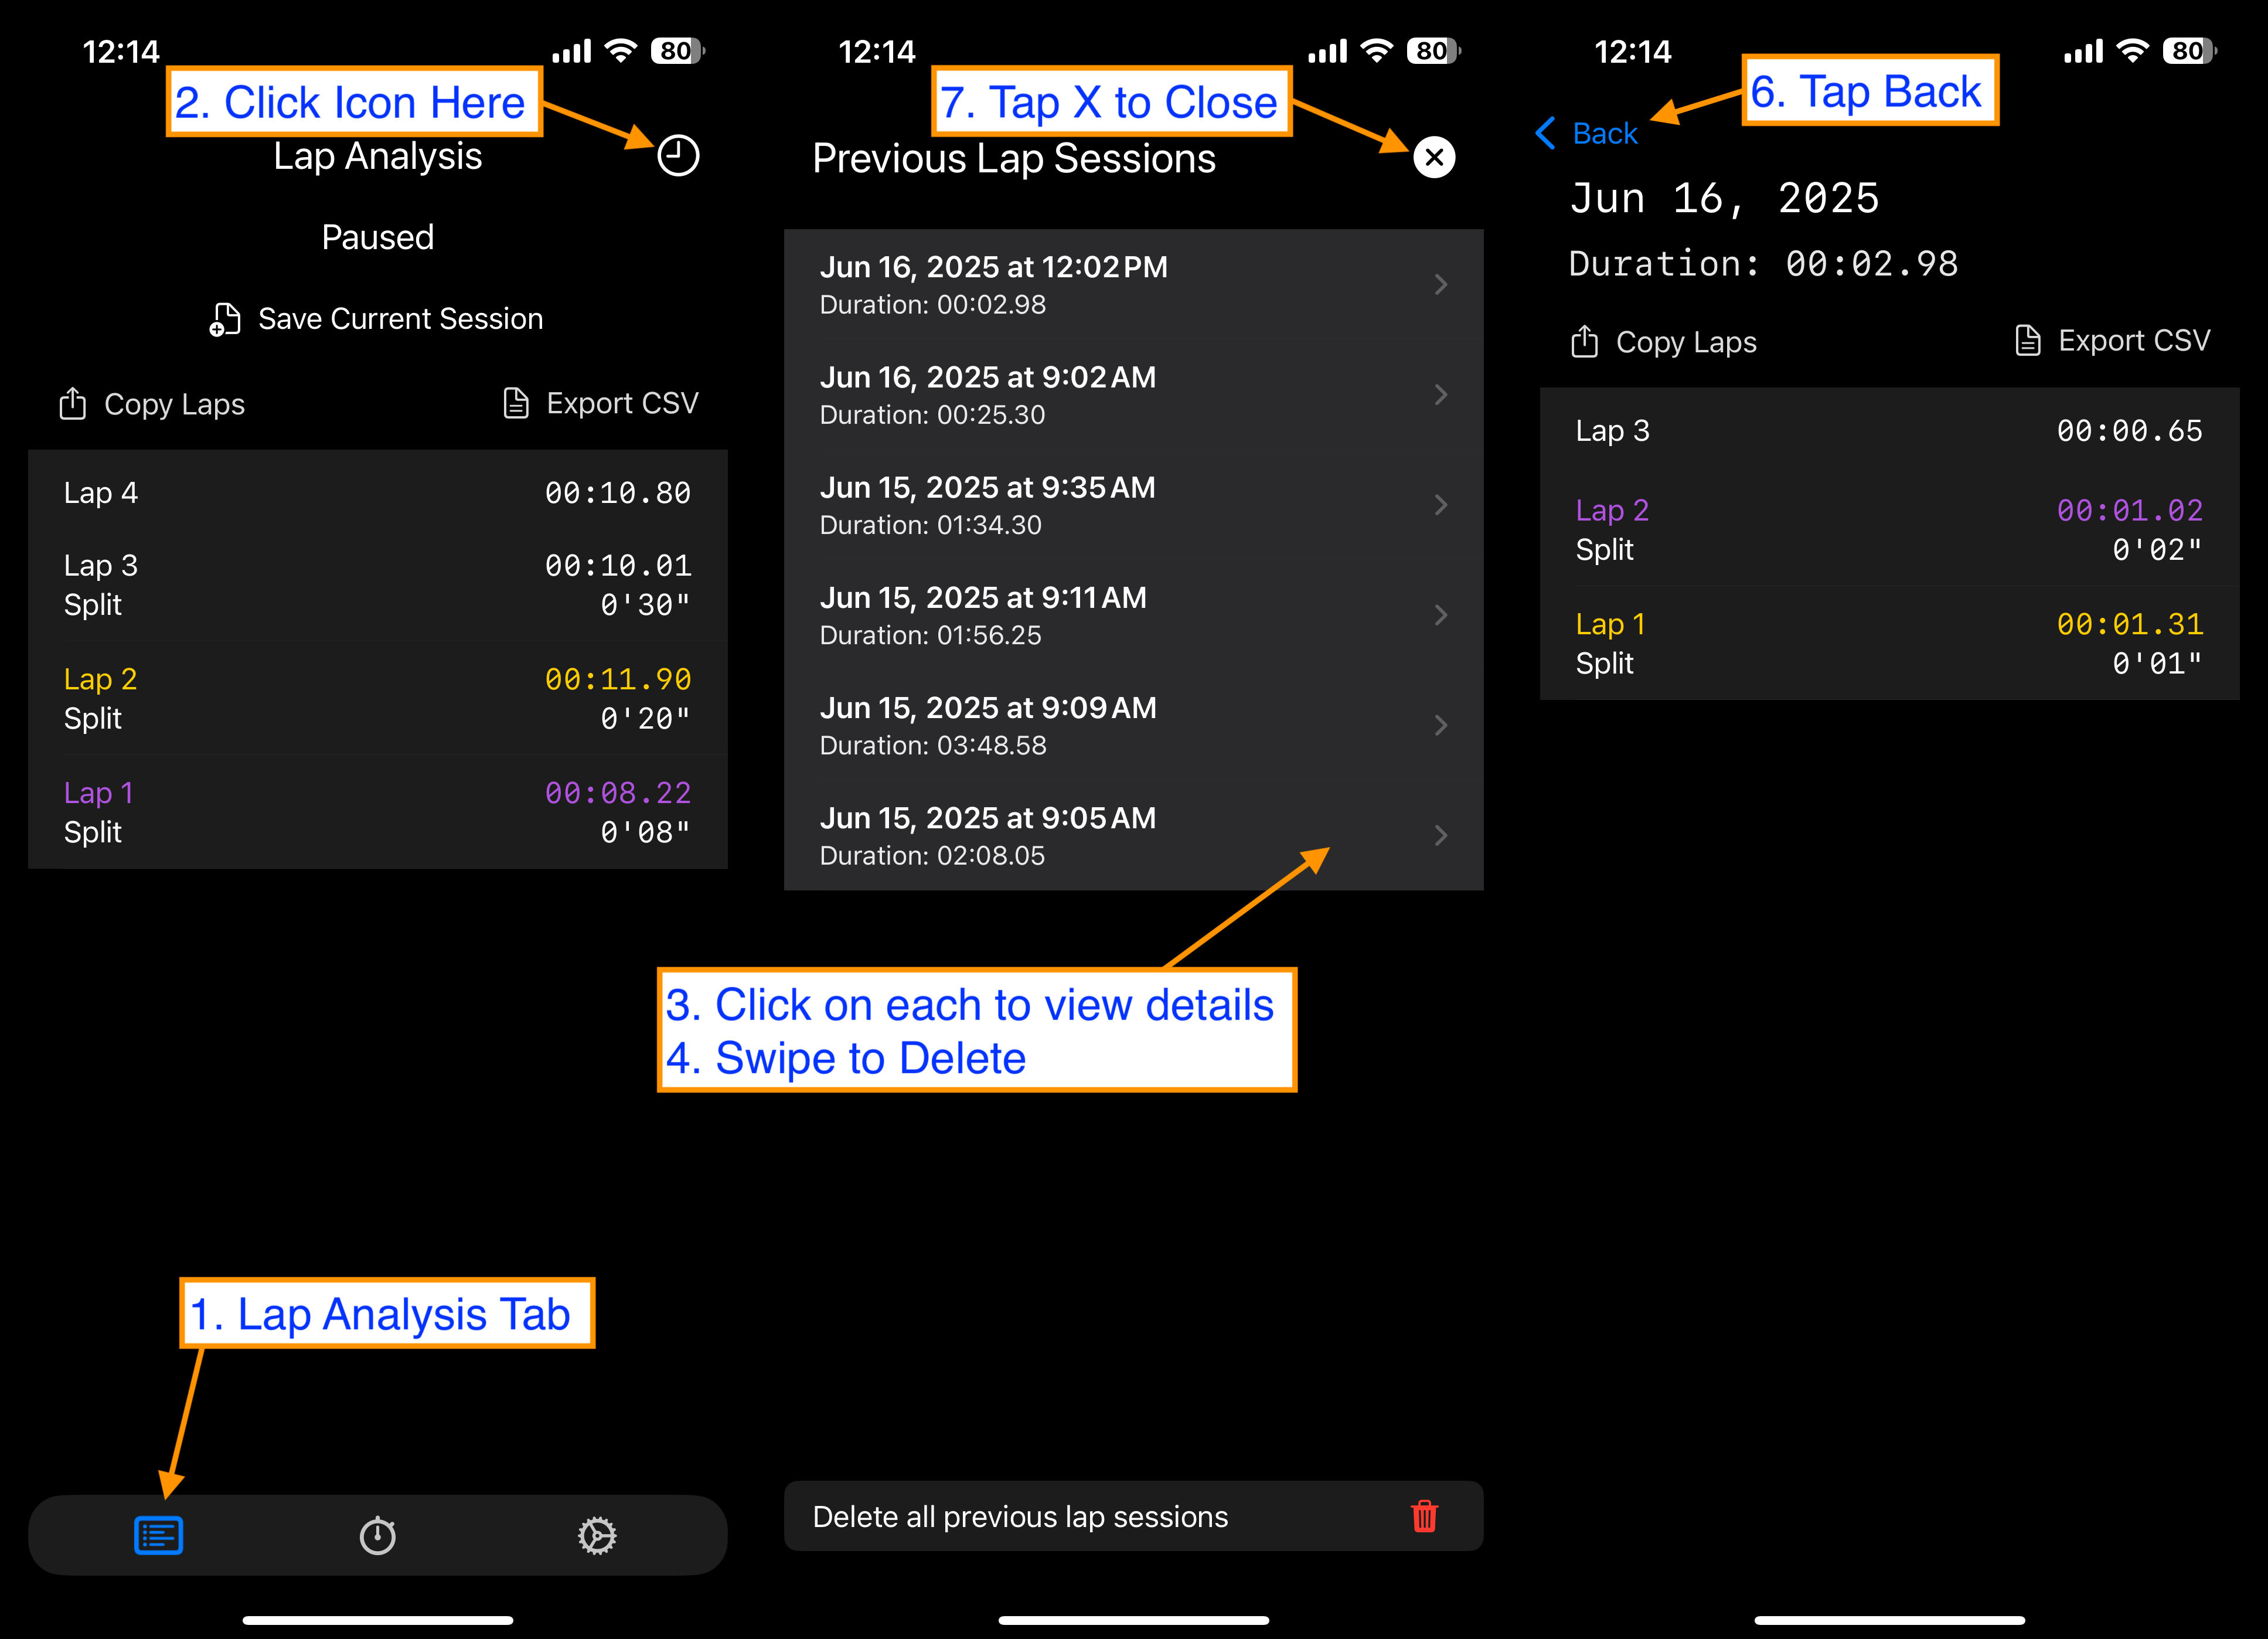 12:14
80
2. Click Icon Here
Lap Analysis
Paused
Save Current Session
Copy Laps
Export CSV
Lap 4
00:10.80
Lap 3
00:10.01
Split
0'30"
Lap 2
00:11.90
Split
0'20"
Lap 1
00:08.22
Split
0'08"
1. Lap Analysis Tab
12:14
80
7. Tap X to Close
Previous Lap Sessions
Jun 16, 2025 at 12:02 PM
Duration: 00:02.98
Jun 16, 2025 at 9:02 AM
Duration: 00:25.30
Jun 15, 2025 at 9:35 AM
Duration: 01:34.30
Jun 15, 2025 at 9:11 AM
Duration: 01:56.25
Jun 15, 2025 at 9:09 AM
Duration: 03:48.58
Jun 15, 2025 at 9:05 AM
Duration: 02:08.05
3. Click on each to view details
4. Swipe to Delete
Delete all previous lap sessions
12:14
80
6. Tap Back
Back
Jun 16, 2025
Duration: 00:02.98
Copy Laps
Export CSV
Lap 3
00:00.65
Lap 2
00:01.02
Split
0'02"
Lap 1
00:01.31
Split
0'01"